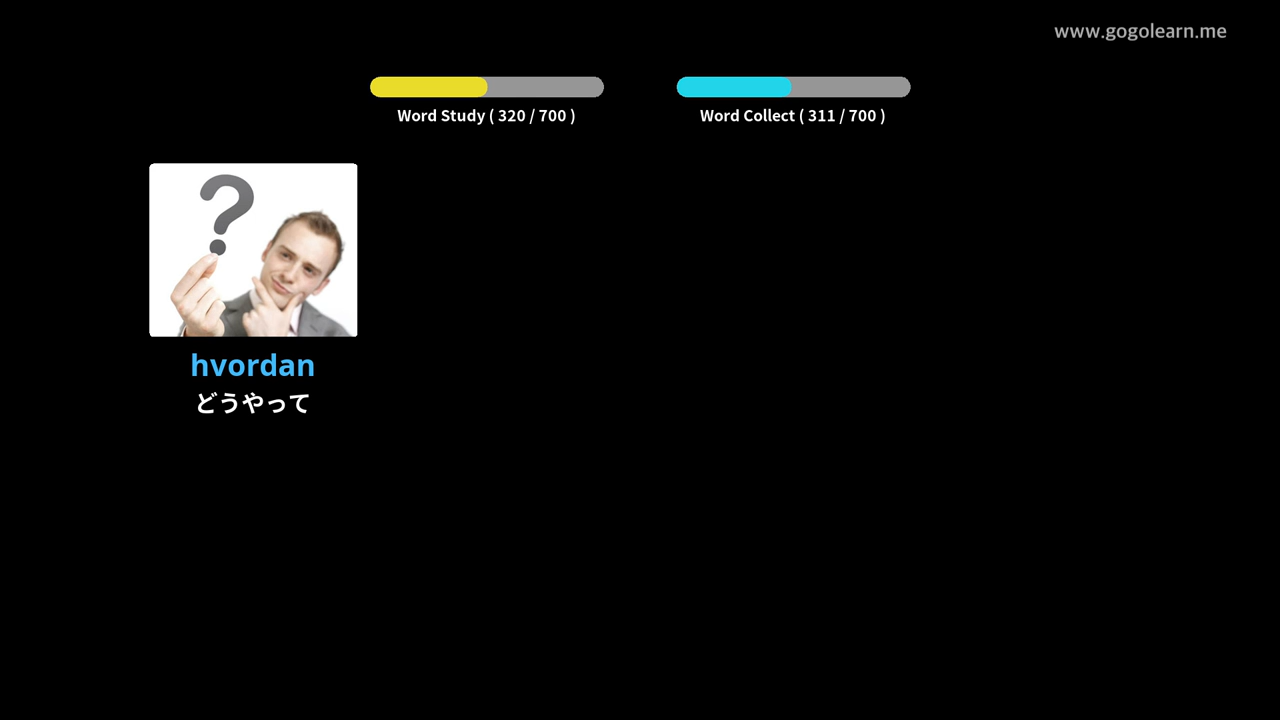 www.gogolearn.me
Word Study ( 320 / 700 )
Word Collect ( 311 / 700 )
?
hvordan
どうやって